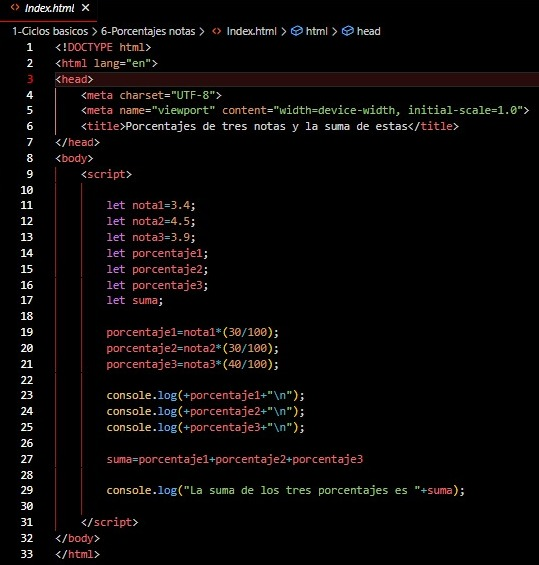 Index.html ×
1-Ciclos basicos > 6-Porcentajes notas > Index.html > html > head
1 <!DOCTYPE html>
2 <html lang="en">
3 <head>
4 <meta charset="UTF-8">
5 <meta name="viewport" content="width=device-width, initial-scale=1.0">
6 <title>Porcentajes de tres notas y la suma de estas</title>
7 </head>
8 <body>
9 <script>
10
11 let nota1=3.4;
12 let nota2=4.5;
13 let nota3=3.9;
14 let porcentaje1;
15 let porcentaje2;
16 let porcentaje3;
17 let suma;
18
19 porcentaje1=nota1*(30/100);
20 porcentaje2=nota2*(30/100);
21 porcentaje3=nota3*(40/100);
22
23 console.log(+porcentaje1+"\n");
24 console.log(+porcentaje2+"\n");
25 console.log(+porcentaje3+"\n");
26
27 suma=porcentaje1+porcentaje2+porcentaje3
28
29 console.log("La suma de los tres porcentajes es "+suma);
30
31 </script>
32 </body>
33 </html>